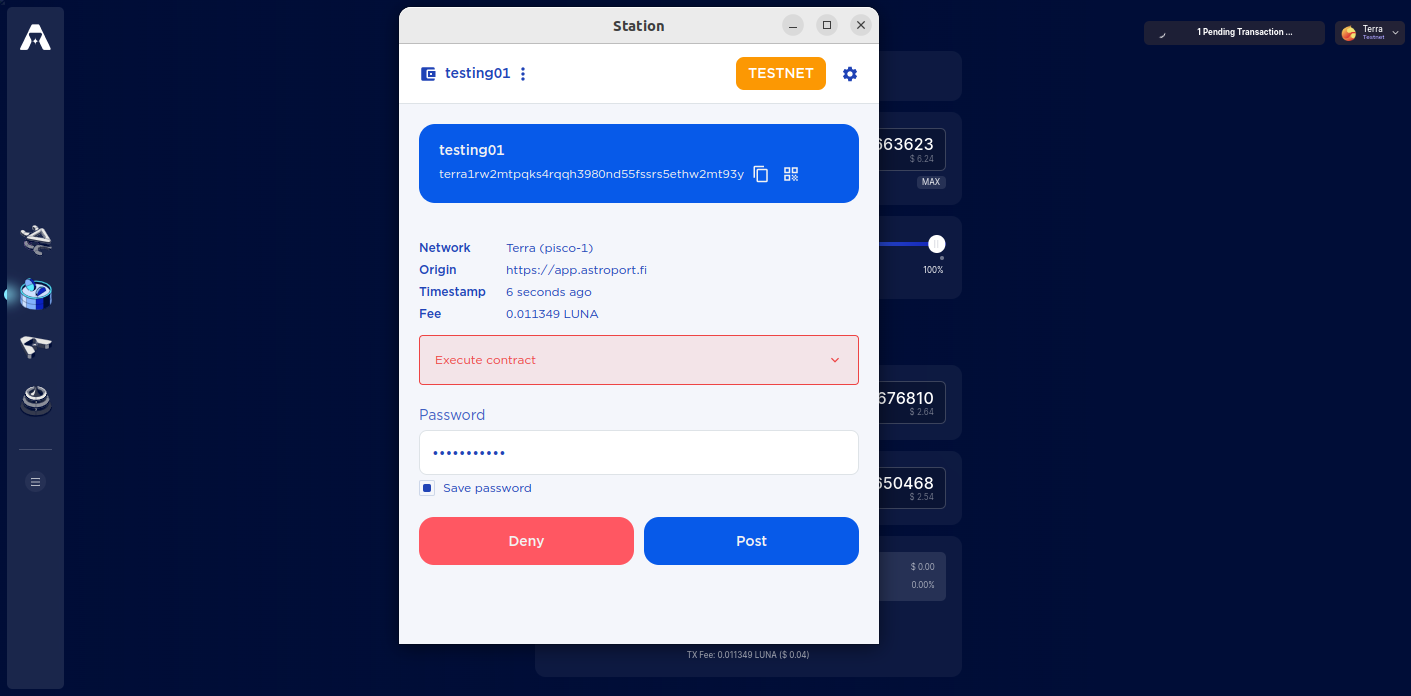 Station
testing01
TESTNET
testing01
terra1rw2mtpqks4rqqh3980nd55fssrs5ethw2mt93y
Network Terra (pisco-1)
Origin https://app.astroport.fi
Timestamp 6 seconds ago
Fee 0.011349 LUNA
Execute contract
Password
•••••••••••
Save password
Deny
Post
1 Pending Transaction ...
Terra
Testnet
63623
$ 6.24
MAX
100%
676810
$ 2.64
50468
$ 2.54
$ 0.00
0.00%
TX Fee: 0.011349 LUNA ($ 0.04)